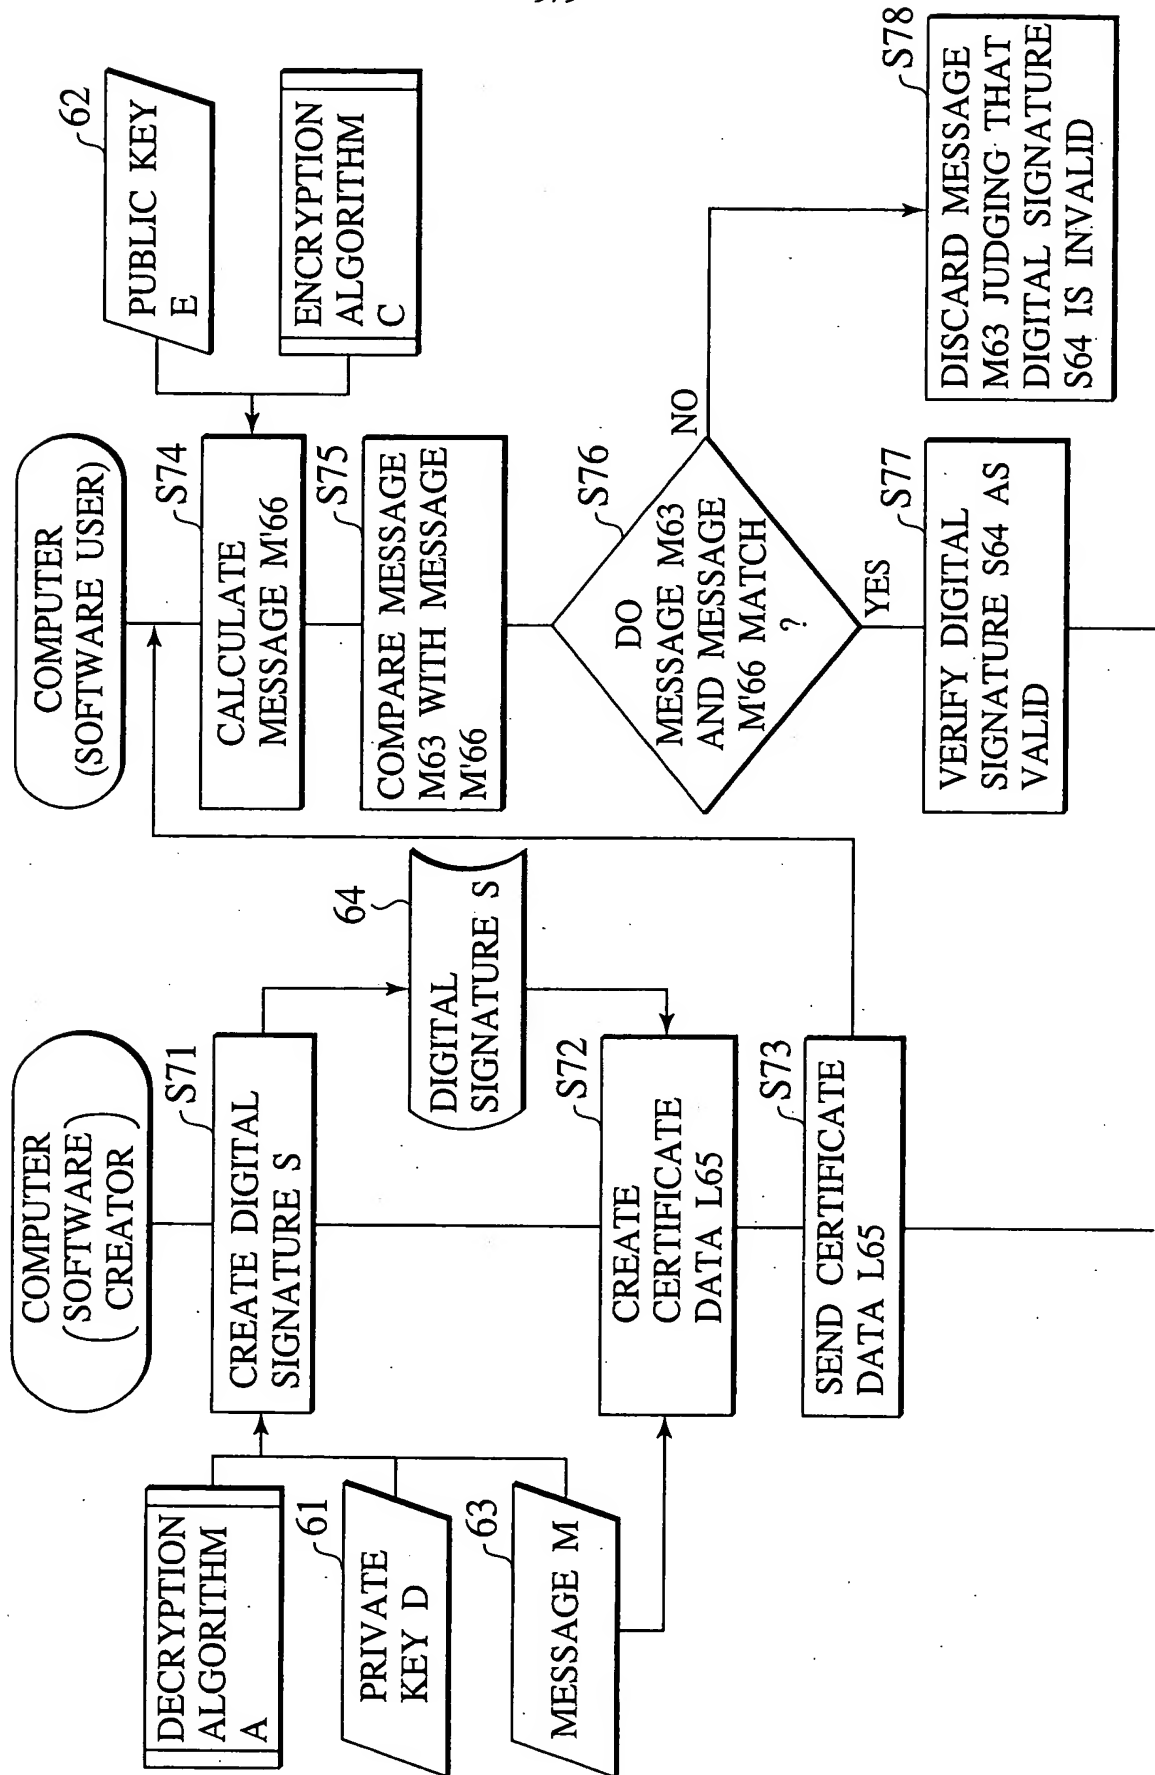 COMPUTER
(SOFTWARE
CREATOR)
DECRYPTION
ALGORITHM
A
61
PRIVATE
KEY D
63
MESSAGE M
S71
CREATE DIGITAL
SIGNATURE S
64
DIGITAL
SIGNATURE S
S72
CREATE
CERTIFICATE
DATA L65
S73
SEND CERTIFICATE
DATA L65
COMPUTER
(SOFTWARE USER)
62
PUBLIC KEY
E
ENCRYPTION
ALGORITHM
C
S74
CALCULATE
MESSAGE M'66
S75
COMPARE MESSAGE
M63 WITH MESSAGE
M'66
S76
DO
MESSAGE M63
AND MESSAGE
M'66 MATCH
?
NO
YES
S77
VERIFY DIGITAL
SIGNATURE S64 AS
VALID
S78
DISCARD MESSAGE
M63 JUDGING THAT
DIGITAL SIGNATURE
S64 IS INVALID